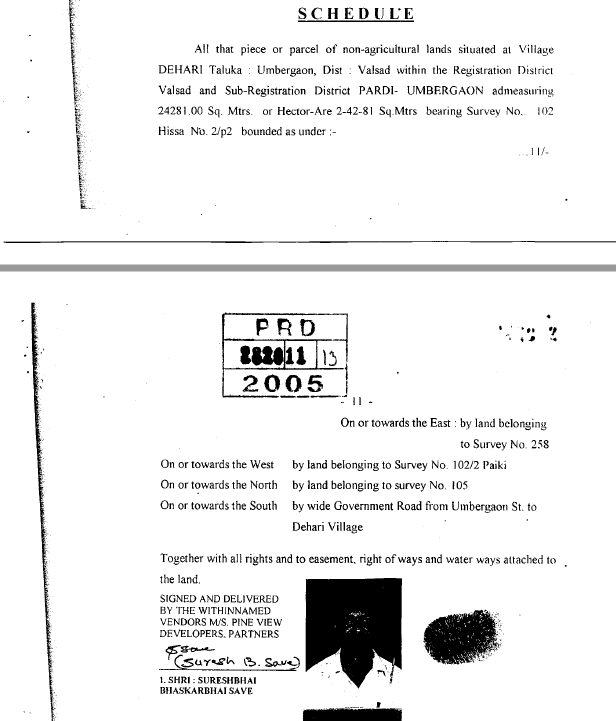 SCHEDULE
All that piece or parcel of non-agricultural lands situated at Village
DEHARI Taluka : Umbergaon, Dist : Valsad within the Registration District
Valsad and Sub-Registration District PARDI- UMBERGAON admeasuring
24281.00 Sq. Mtrs. or Hector-Are 2-42-81 Sq.Mtrs bearing Survey No. 102
Hissa No. 2/p2 bounded as under :-
...11/-
PRD
11 13
2005
- 11 -
On or towards the East : by land belonging
to Survey No. 258
On or towards the West by land belonging to Survey No. 102/2 Paiki
On or towards the North by land belonging to survey No. 105
On or towards the South by wide Government Road from Umbergaon St. to
Dehari Village
Together with all rights and to easement, right of ways and water ways attached to
the land.
SIGNED AND DELIVERED
BY THE WITHINNAMED
VENDORS M/S. PINE VIEW
DEVELOPERS, PARTNERS
(Suresh B. Save)
1. SHRI : SURESHBHAI
BHASKARBHAI SAVE